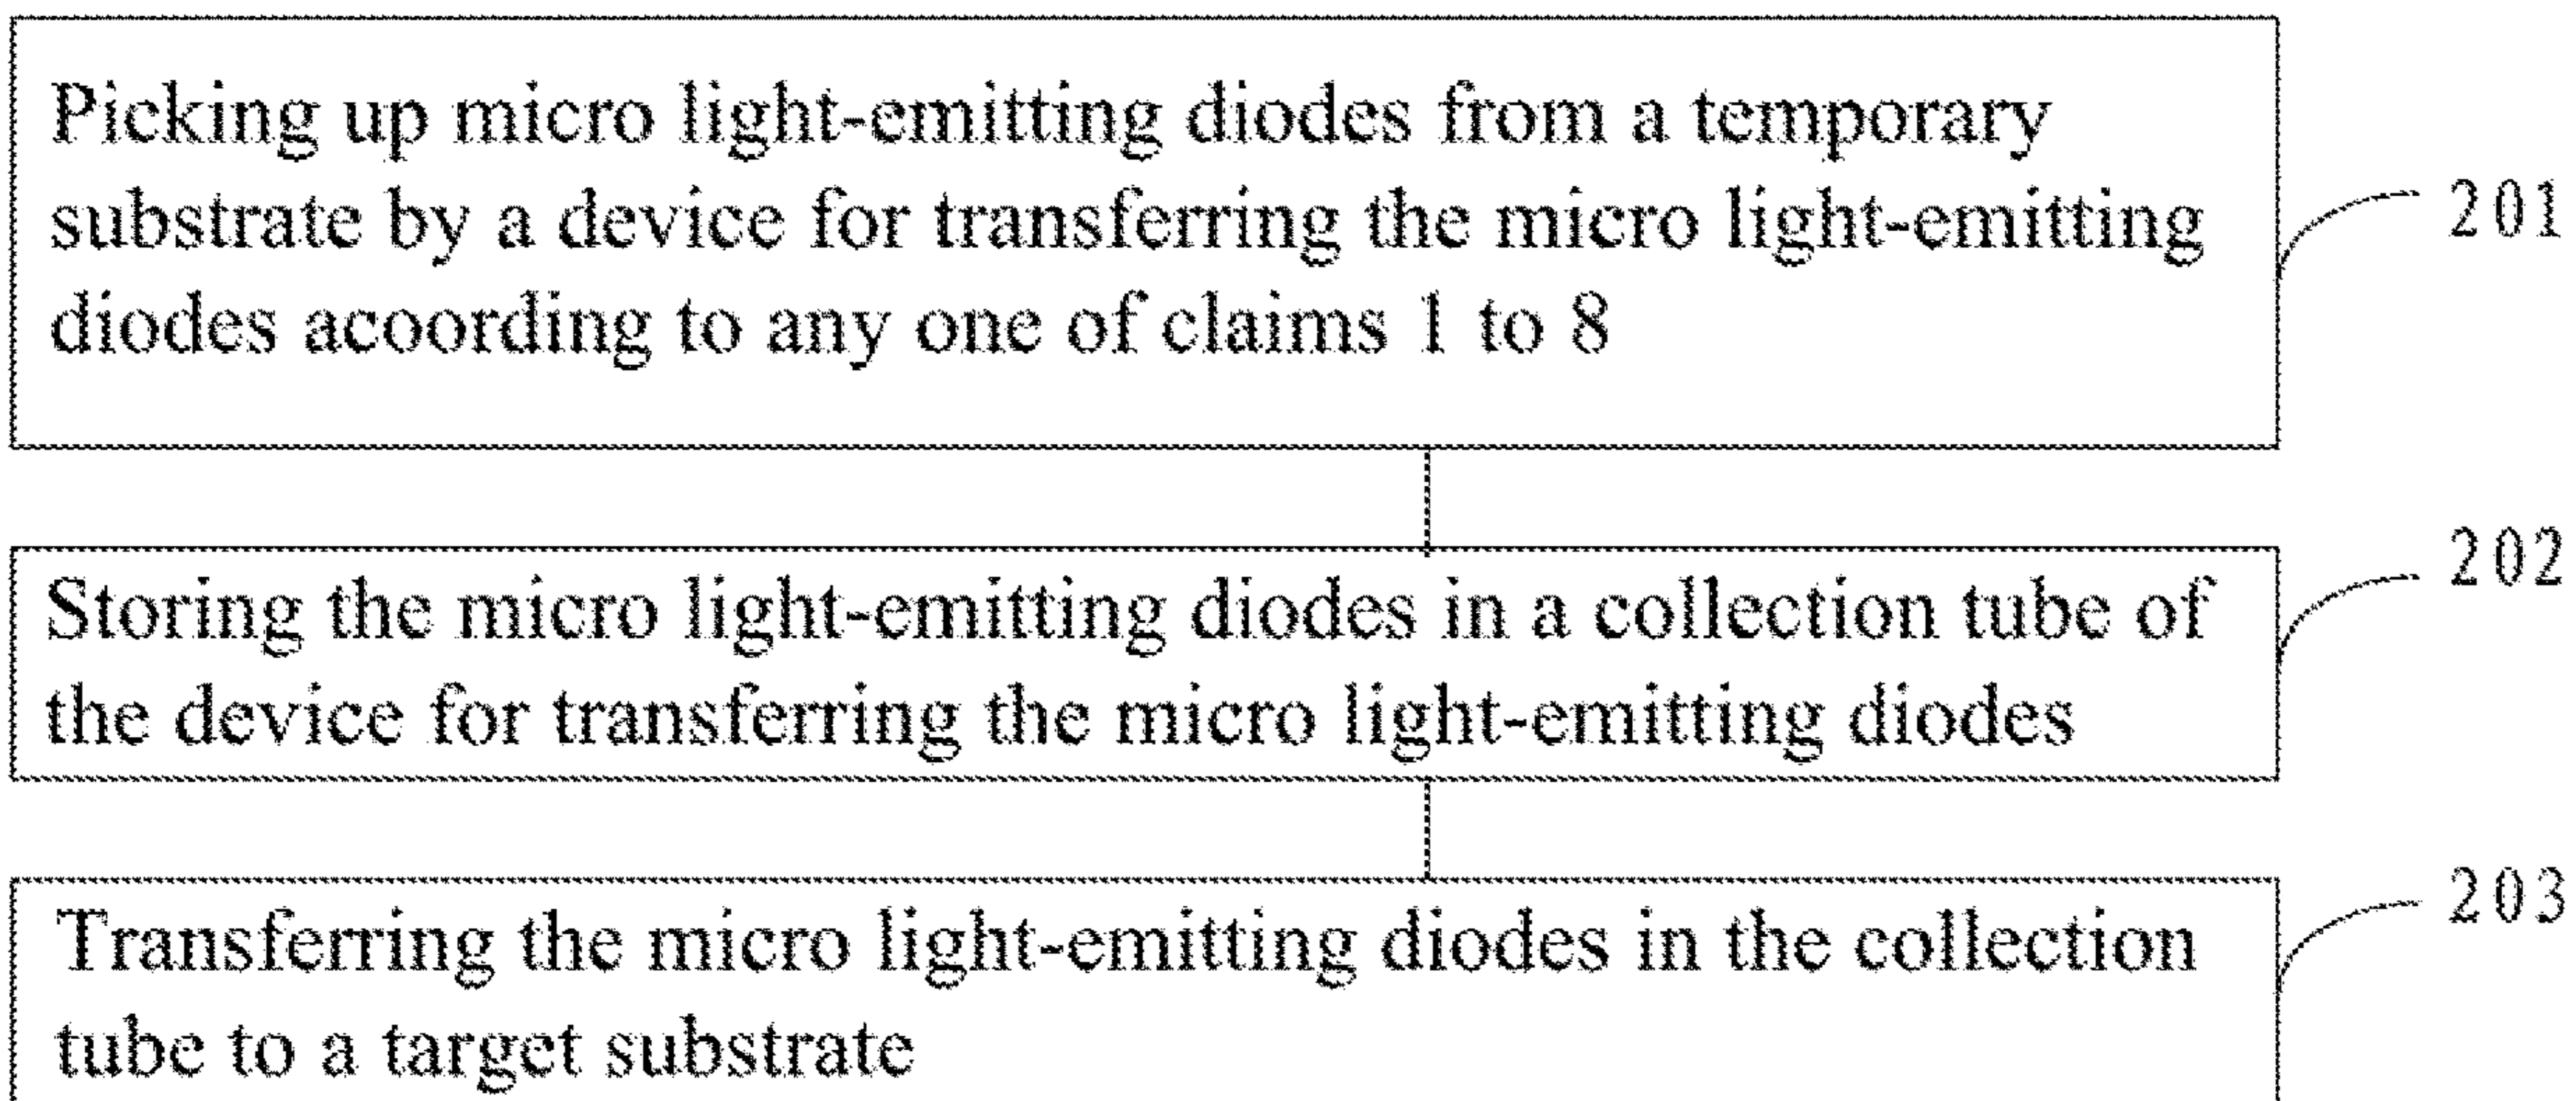 Picking up micro light-emitting diodes from a temporary
substrate by a device for transferring the micro light-emitting
diodes acoording to any one of claims 1 to 8
201
Storing the micro light-emitting diodes in a collection tube of
the device for transferring the micro light-emitting diodes
202
Transferring the micro light-emitting diodes in the collection
tube to a target substrate
203